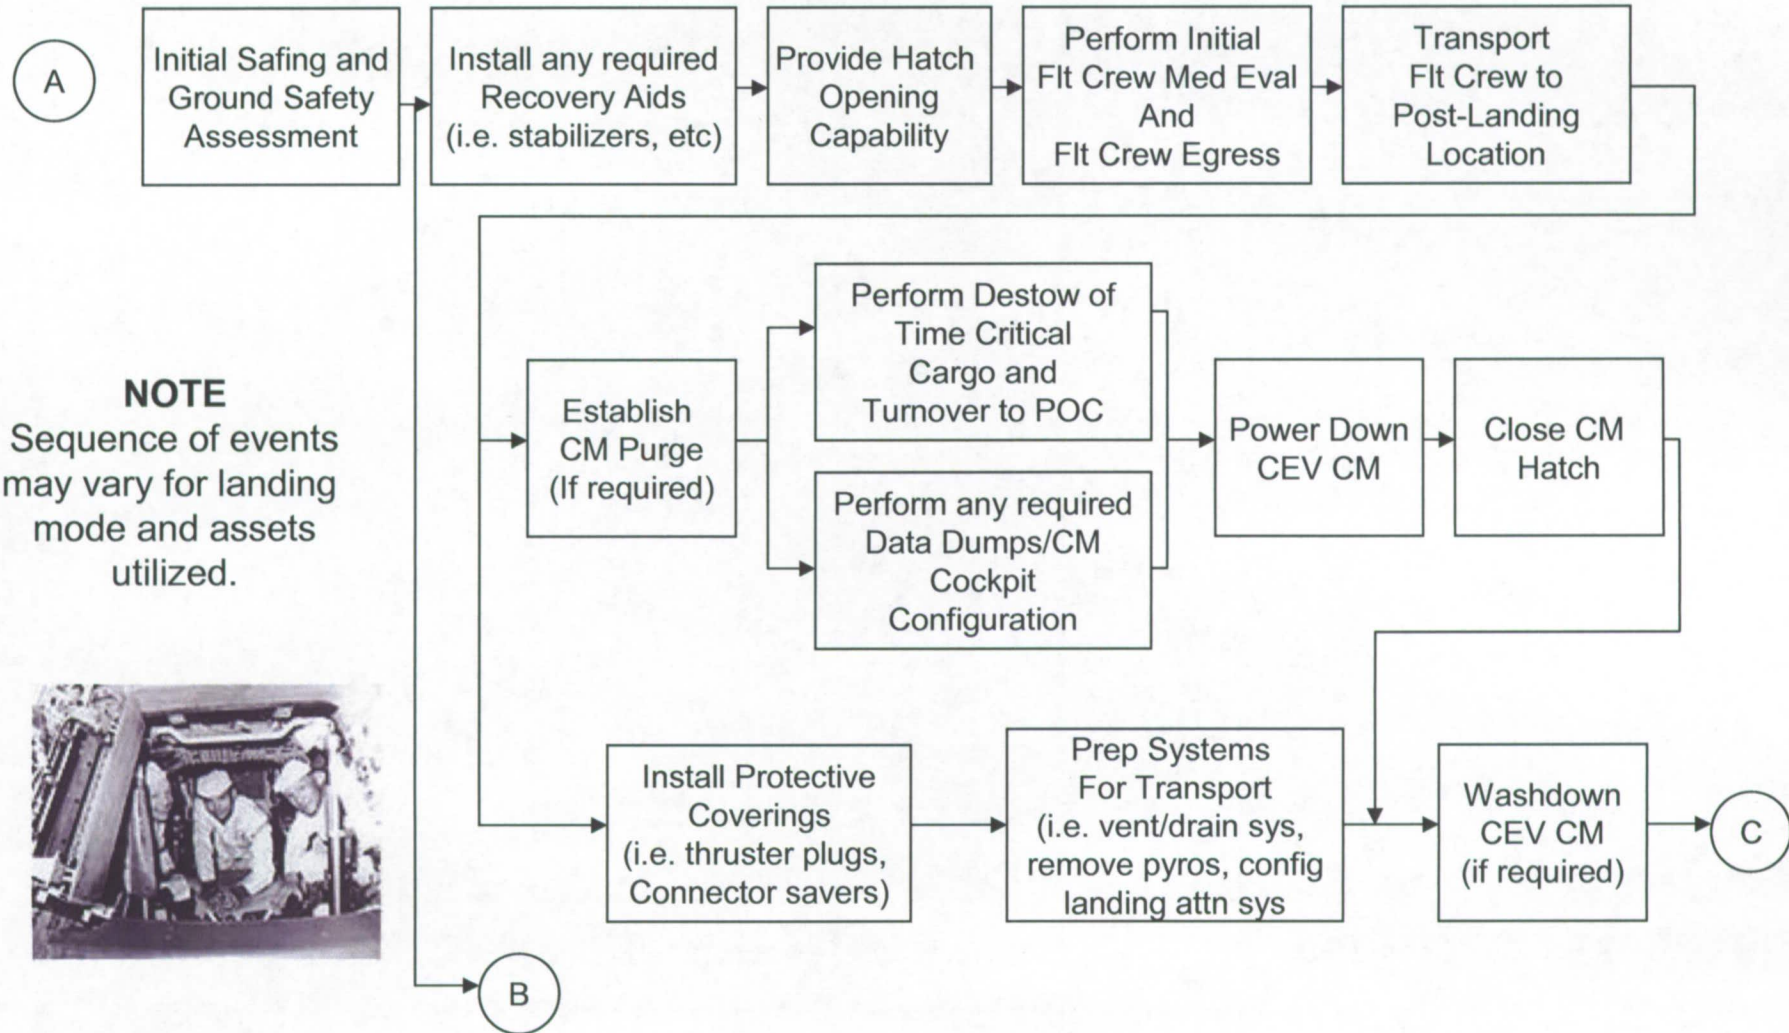 A
Initial Safing and
Ground Safety
Assessment
Install any required
Recovery Aids
(i.e. stabilizers, etc)
Provide Hatch
Opening
Capability
Perform Initial
Flt Crew Med Eval
And
Flt Crew Egress
Transport
Flt Crew to
Post-Landing
Location
NOTE
Sequence of events
may vary for landing
mode and assets
utilized.
Establish
CM Purge
(If required)
Perform Destow of
Time Critical
Cargo and
Turnover to POC
Perform any required
Data Dumps/CM
Cockpit
Configuration
Power Down
CEV CM
Close CM
Hatch
Install Protective
Coverings
(i.e. thruster plugs,
Connector savers)
Prep Systems
For Transport
(i.e. vent/drain sys,
remove pyros, config
landing attn sys
Washdown
CEV CM
(if required)
C
B